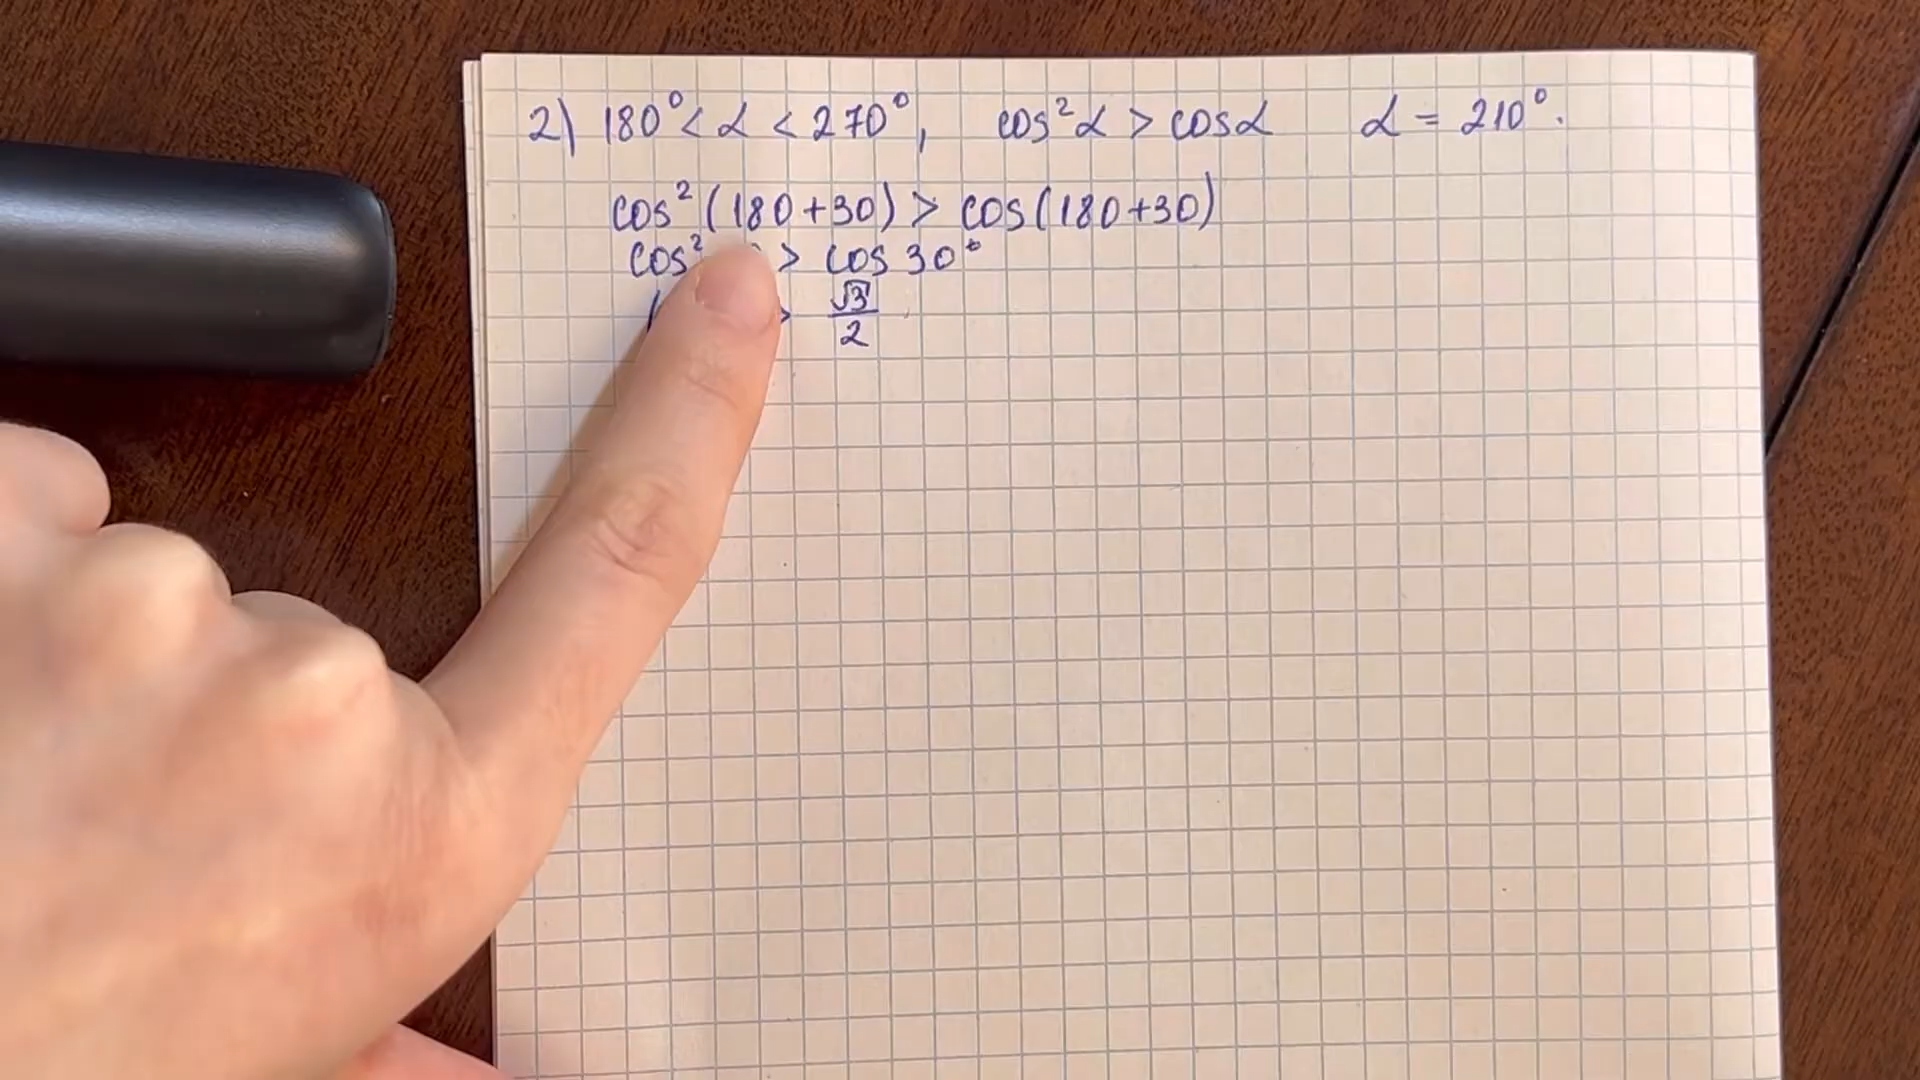 2) 180° < α < 270°, cos²α > cosα α = 210°.
cos²(180+30) > cos(180+30)
cos² > cos 30°
( > √3/2